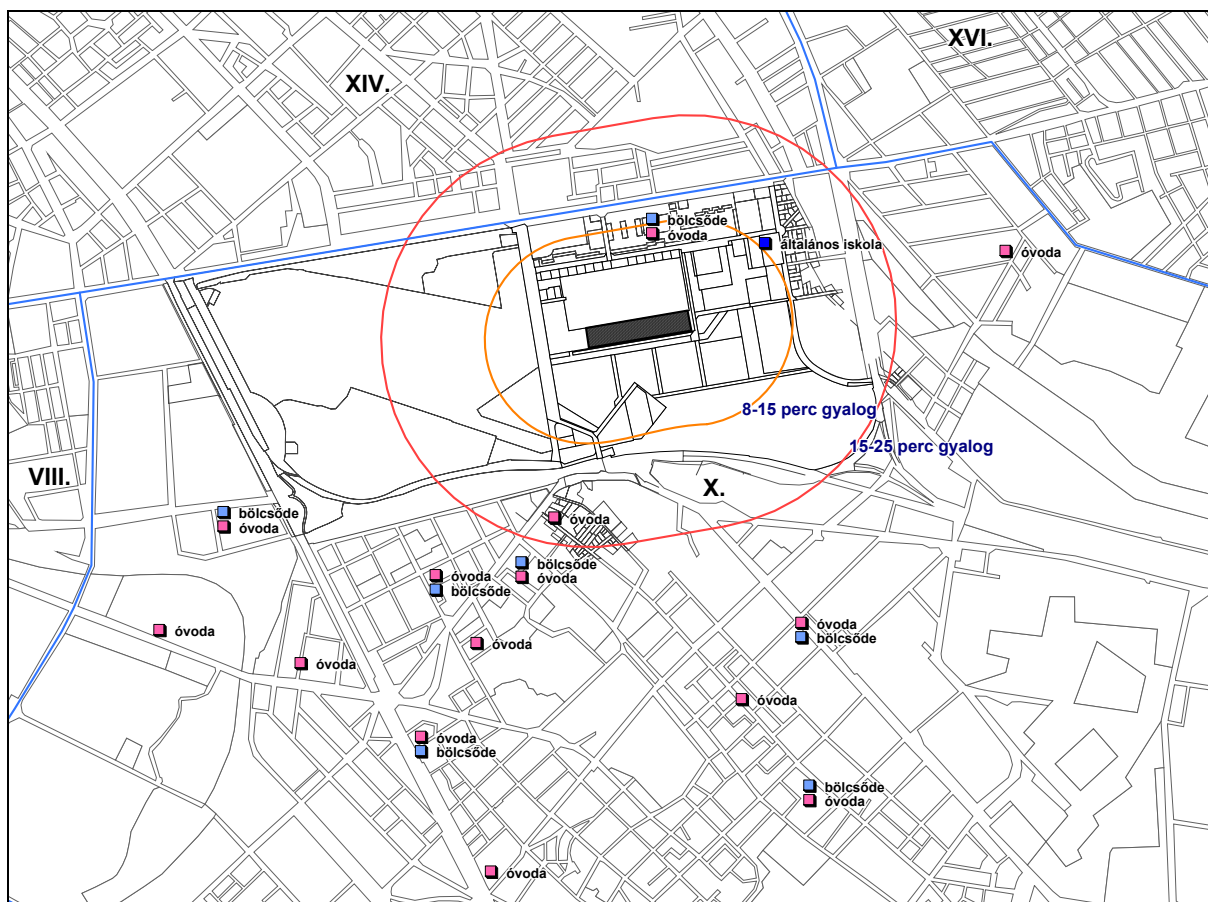 XVI.
XIV.
bölcsőde
óvoda
általános iskola
óvoda
8-15 perc gyalog
15-25 perc gyalog
VIII.
X.
bölcsőde
óvoda
óvoda
bölcsőde
óvoda
óvoda
bölcsőde
óvoda
bölcsőde
óvoda
óvoda
óvoda
óvoda
óvoda
bölcsőde
bölcsőde
óvoda
óvoda